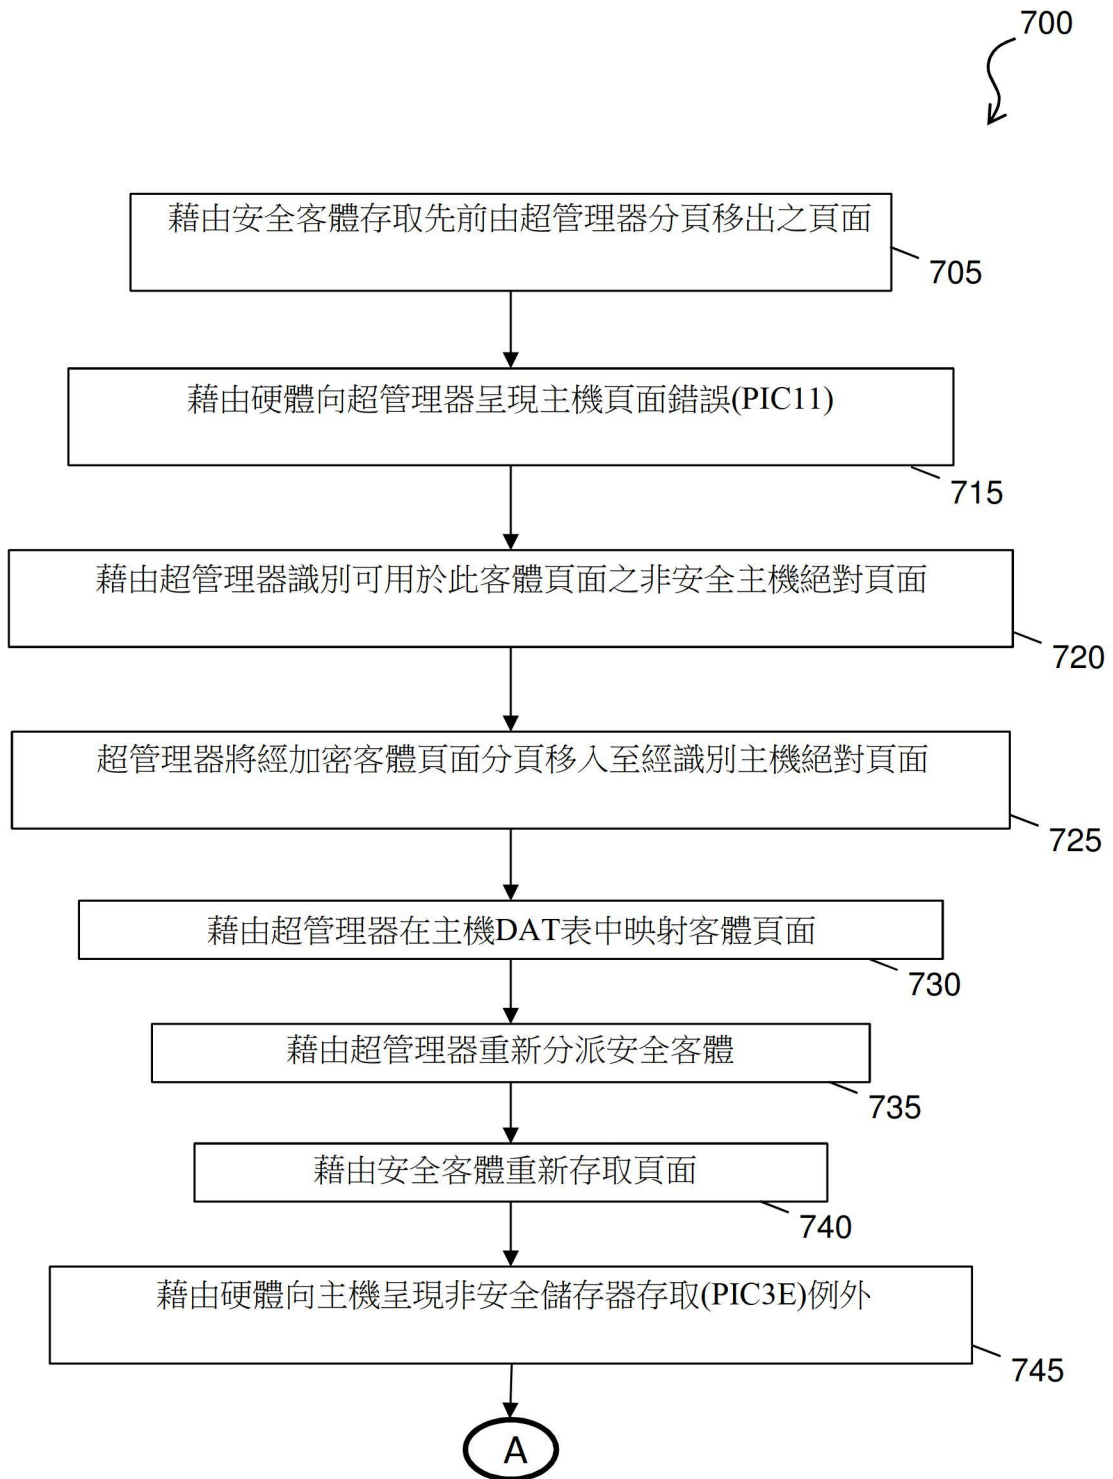 700
藉由安全客體存取先前由超管理器分頁移出之頁面
705
藉由硬體向超管理器呈現主機頁面錯誤(PIC11)
715
藉由超管理器識別可用於此客體頁面之非安全主機絕對頁面
720
超管理器將經加密客體頁面分頁移入至經識別主機絕對頁面
725
藉由超管理器在主機DAT表中映射客體頁面
730
藉由超管理器重新分派安全客體
735
藉由安全客體重新存取頁面
740
藉由硬體向主機呈現非安全儲存器存取(PIC3E)例外
745
A